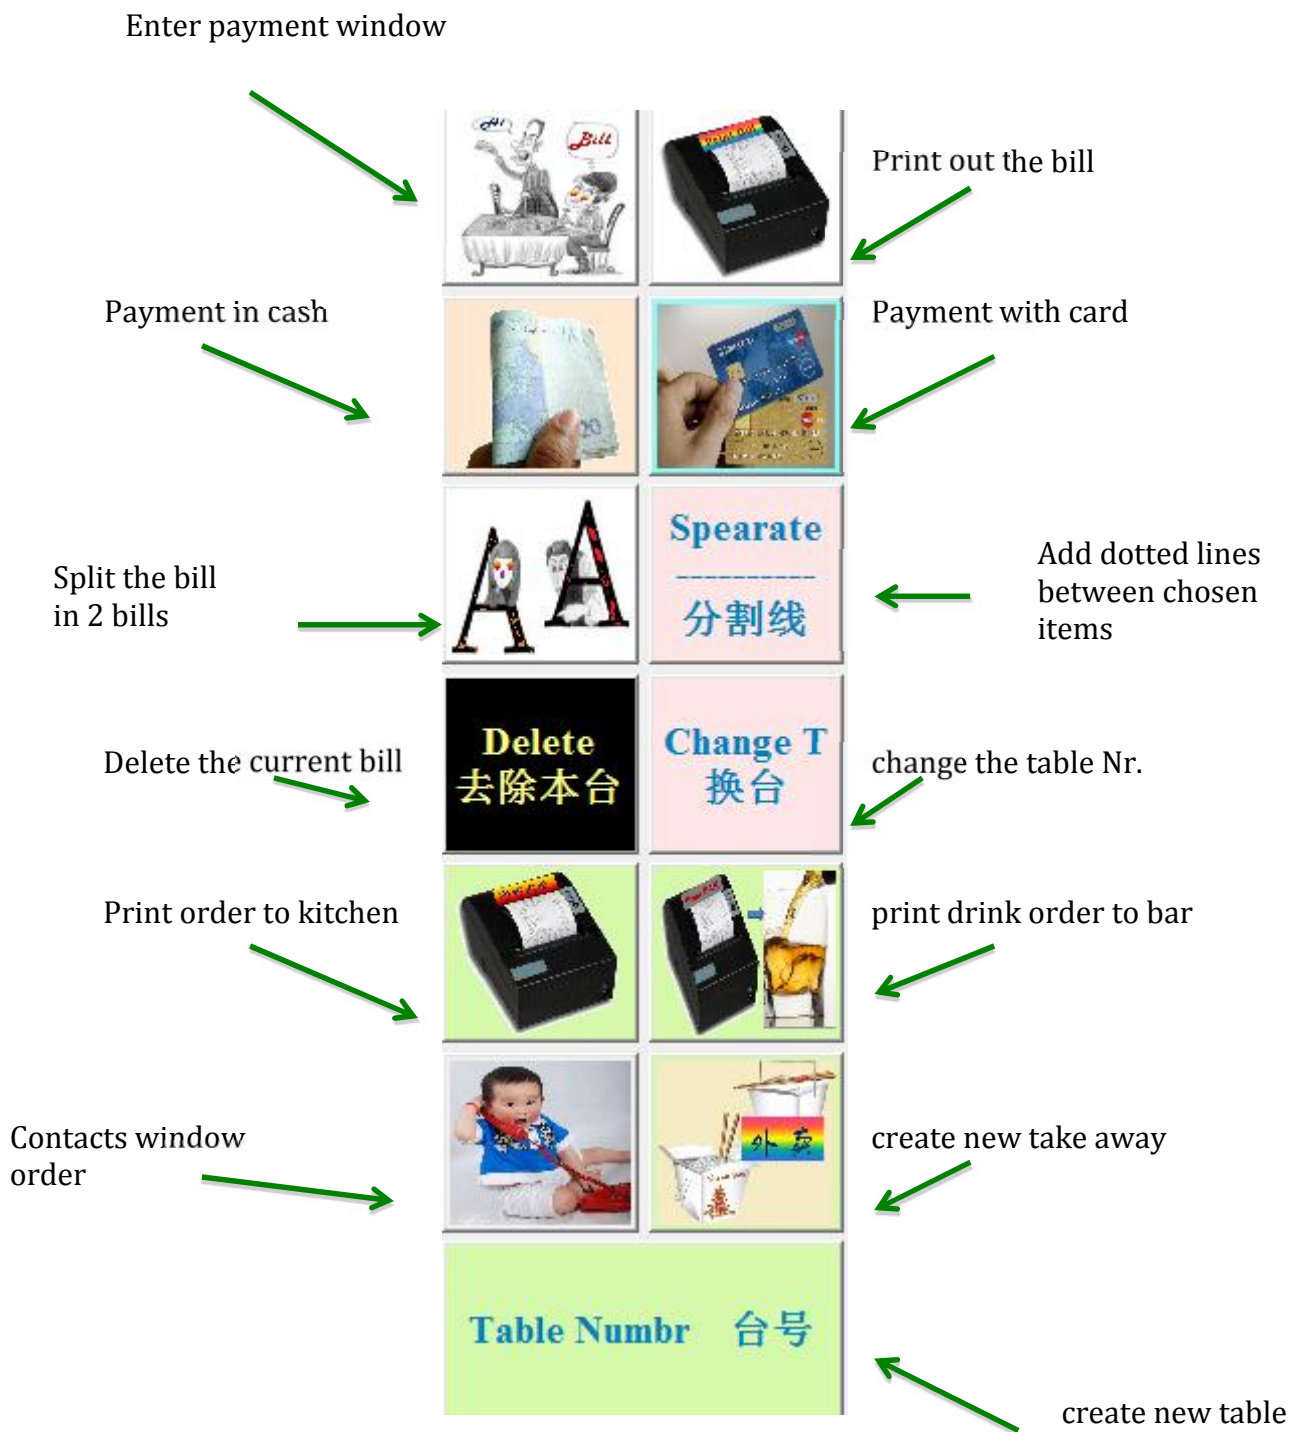 Enter payment window
Hi
Bill
Print out the bill
Payment in cash
Payment with card
20
Split the bill
in 2 bills
AA
Spearate
----------
分割线
Add dotted lines
between chosen
items
Delete the current bill
Delete
去除本台
Change T
换台
change the table Nr.
Print order to kitchen
print drink order to bar
Contacts window
order
外卖
create new take away
Table Numbr 台号
create new table